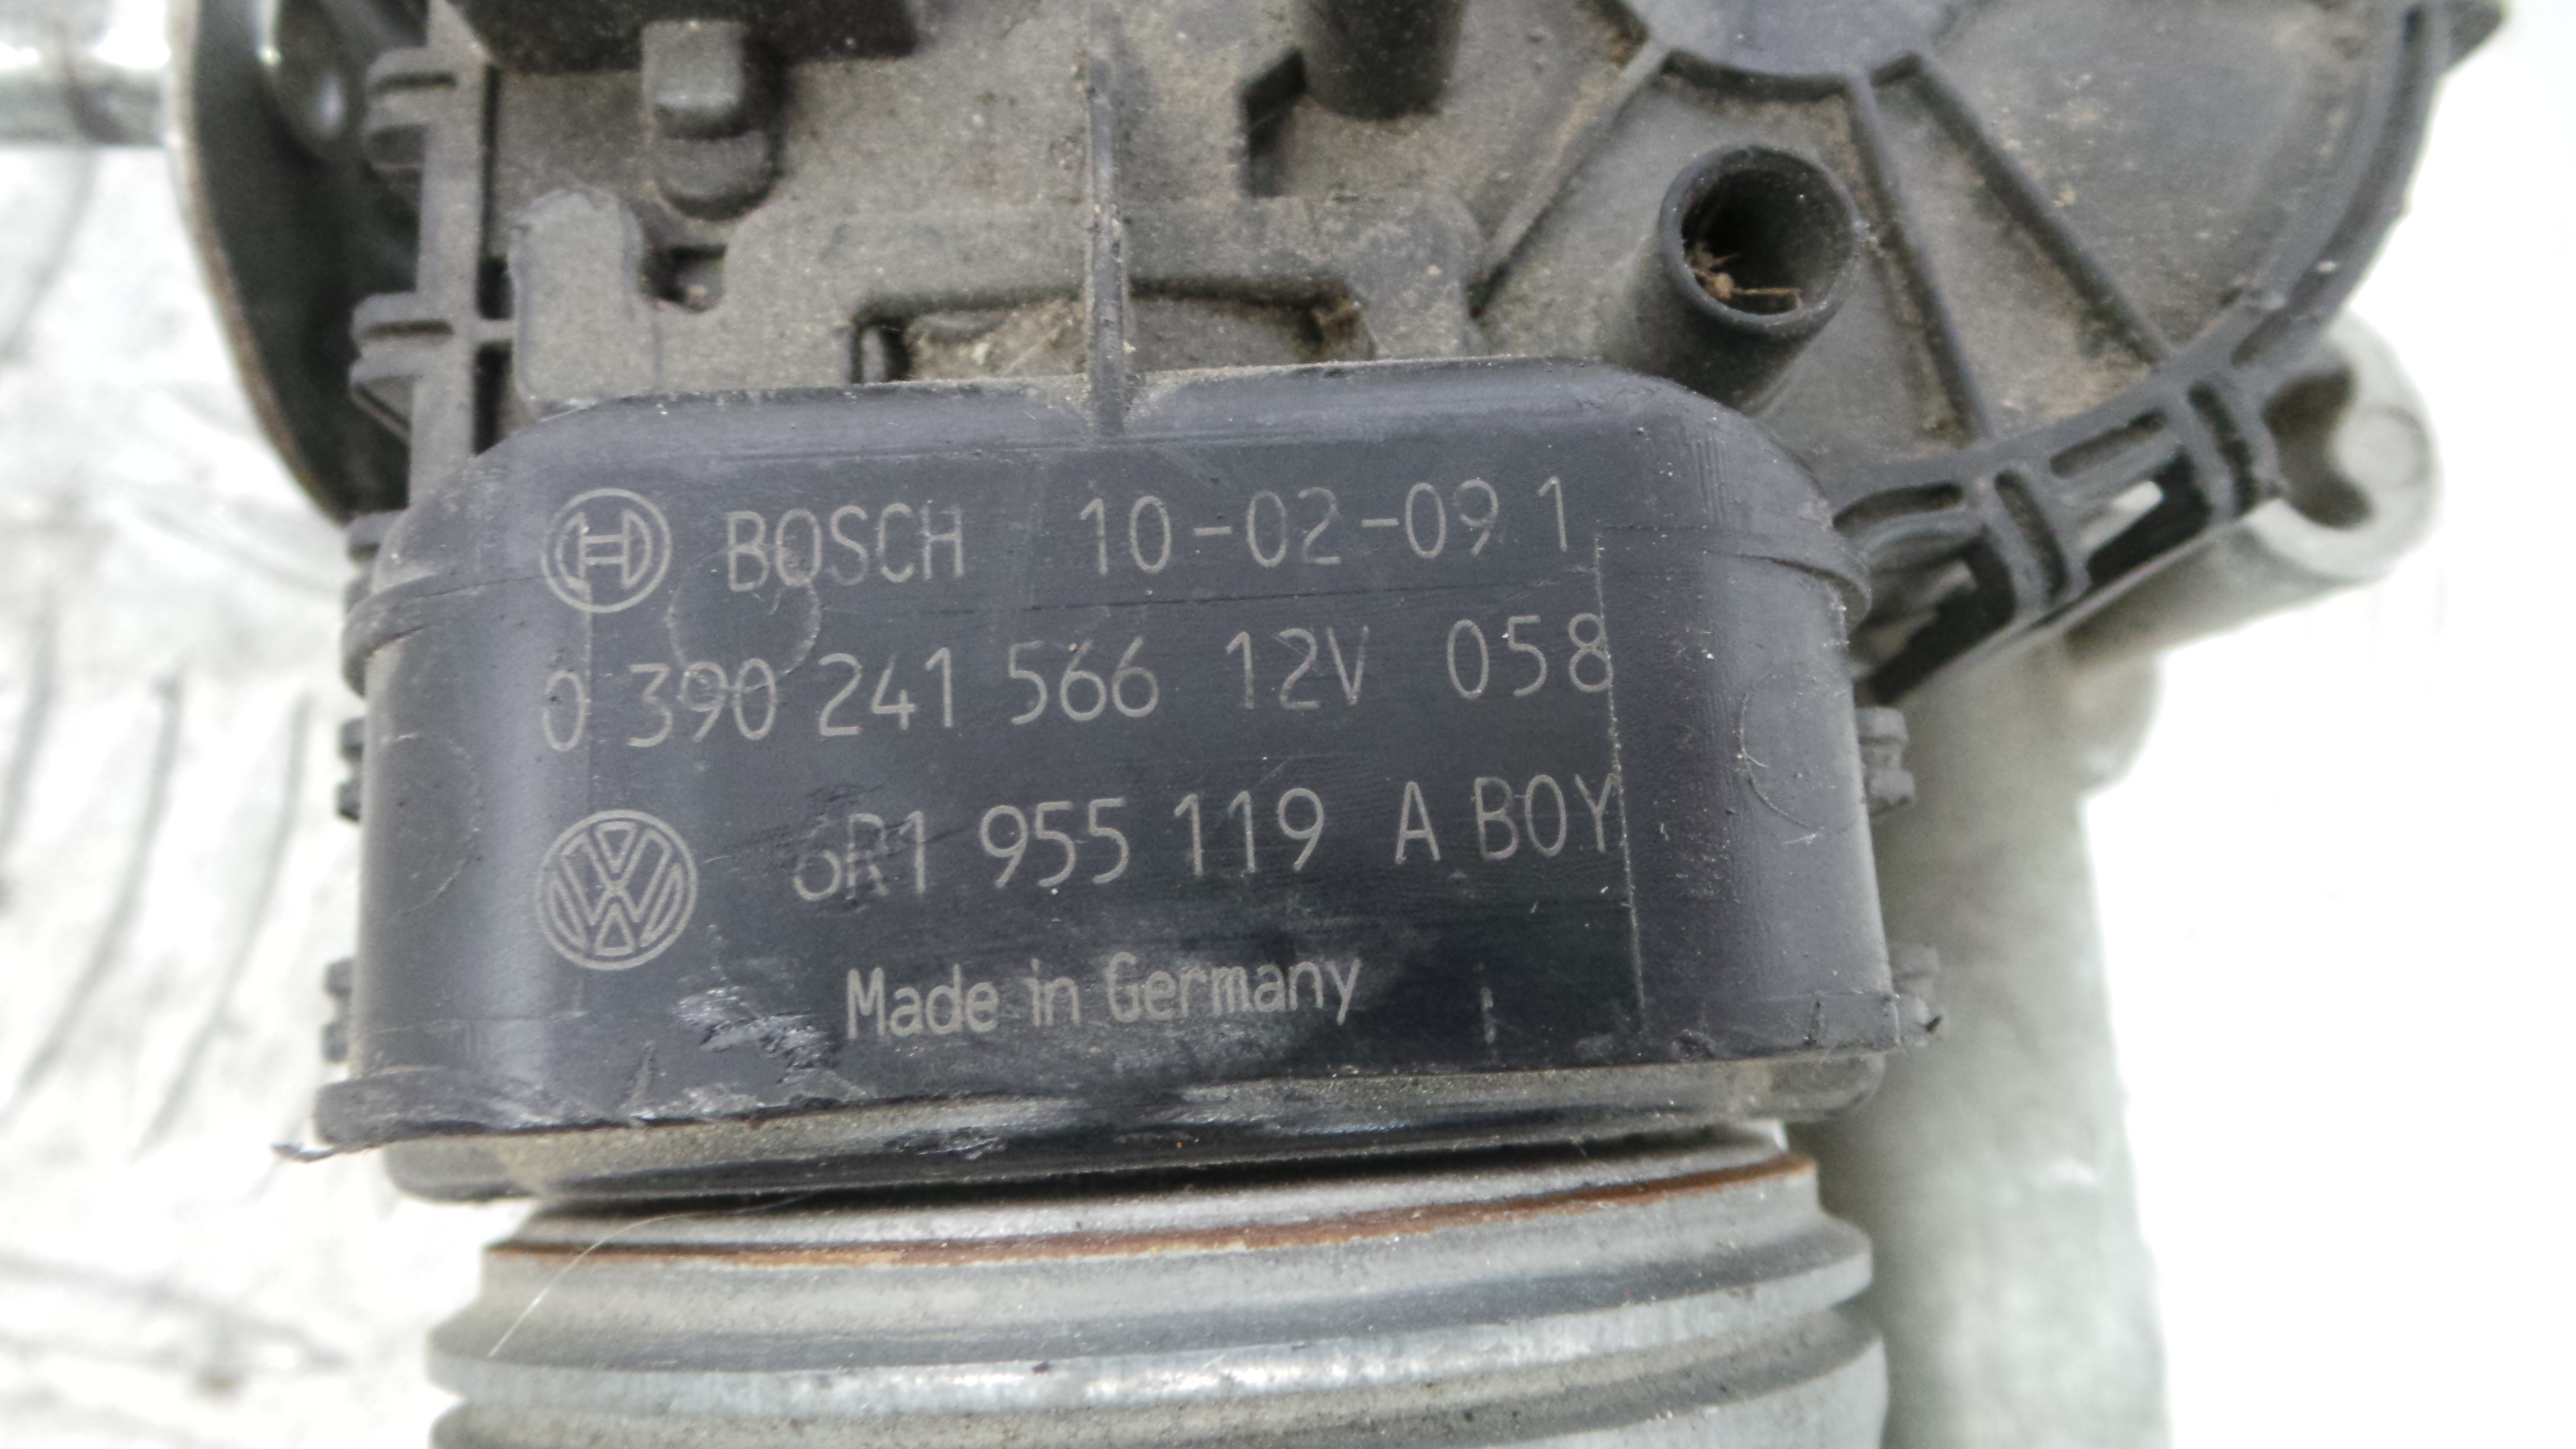 BOSCH 10-02-09 1
0 390 241 566 12V 058
6R1 955 119 A BOY
Made in Germany